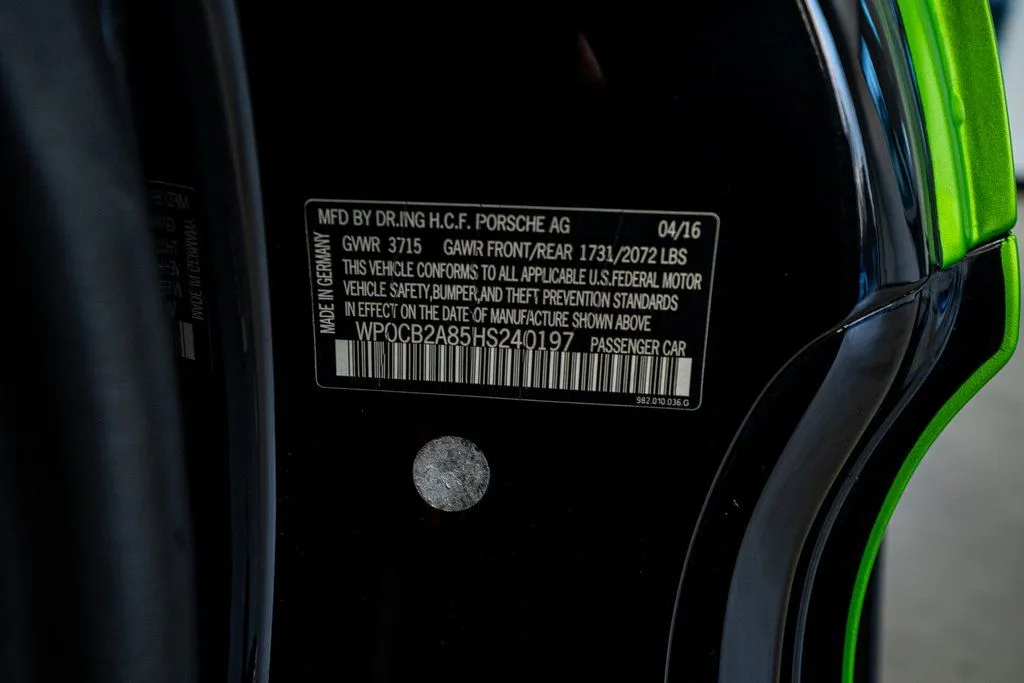 MFD BY DR.ING H.C.F. PORSCHE AG 04/16
GVWR 3715 GAWR FRONT/REAR 1731/2072 LBS
THIS VEHICLE CONFORMS TO ALL APPLICABLE U.S.FEDERAL MOTOR
VEHICLE SAFETY,BUMPER,AND THEFT PREVENTION STANDARDS
IN EFFECT ON THE DATE OF MANUFACTURE SHOWN ABOVE
WP0CB2A85HS240197 PASSENGER CAR
982.010.036.G
MADE IN GERMANY